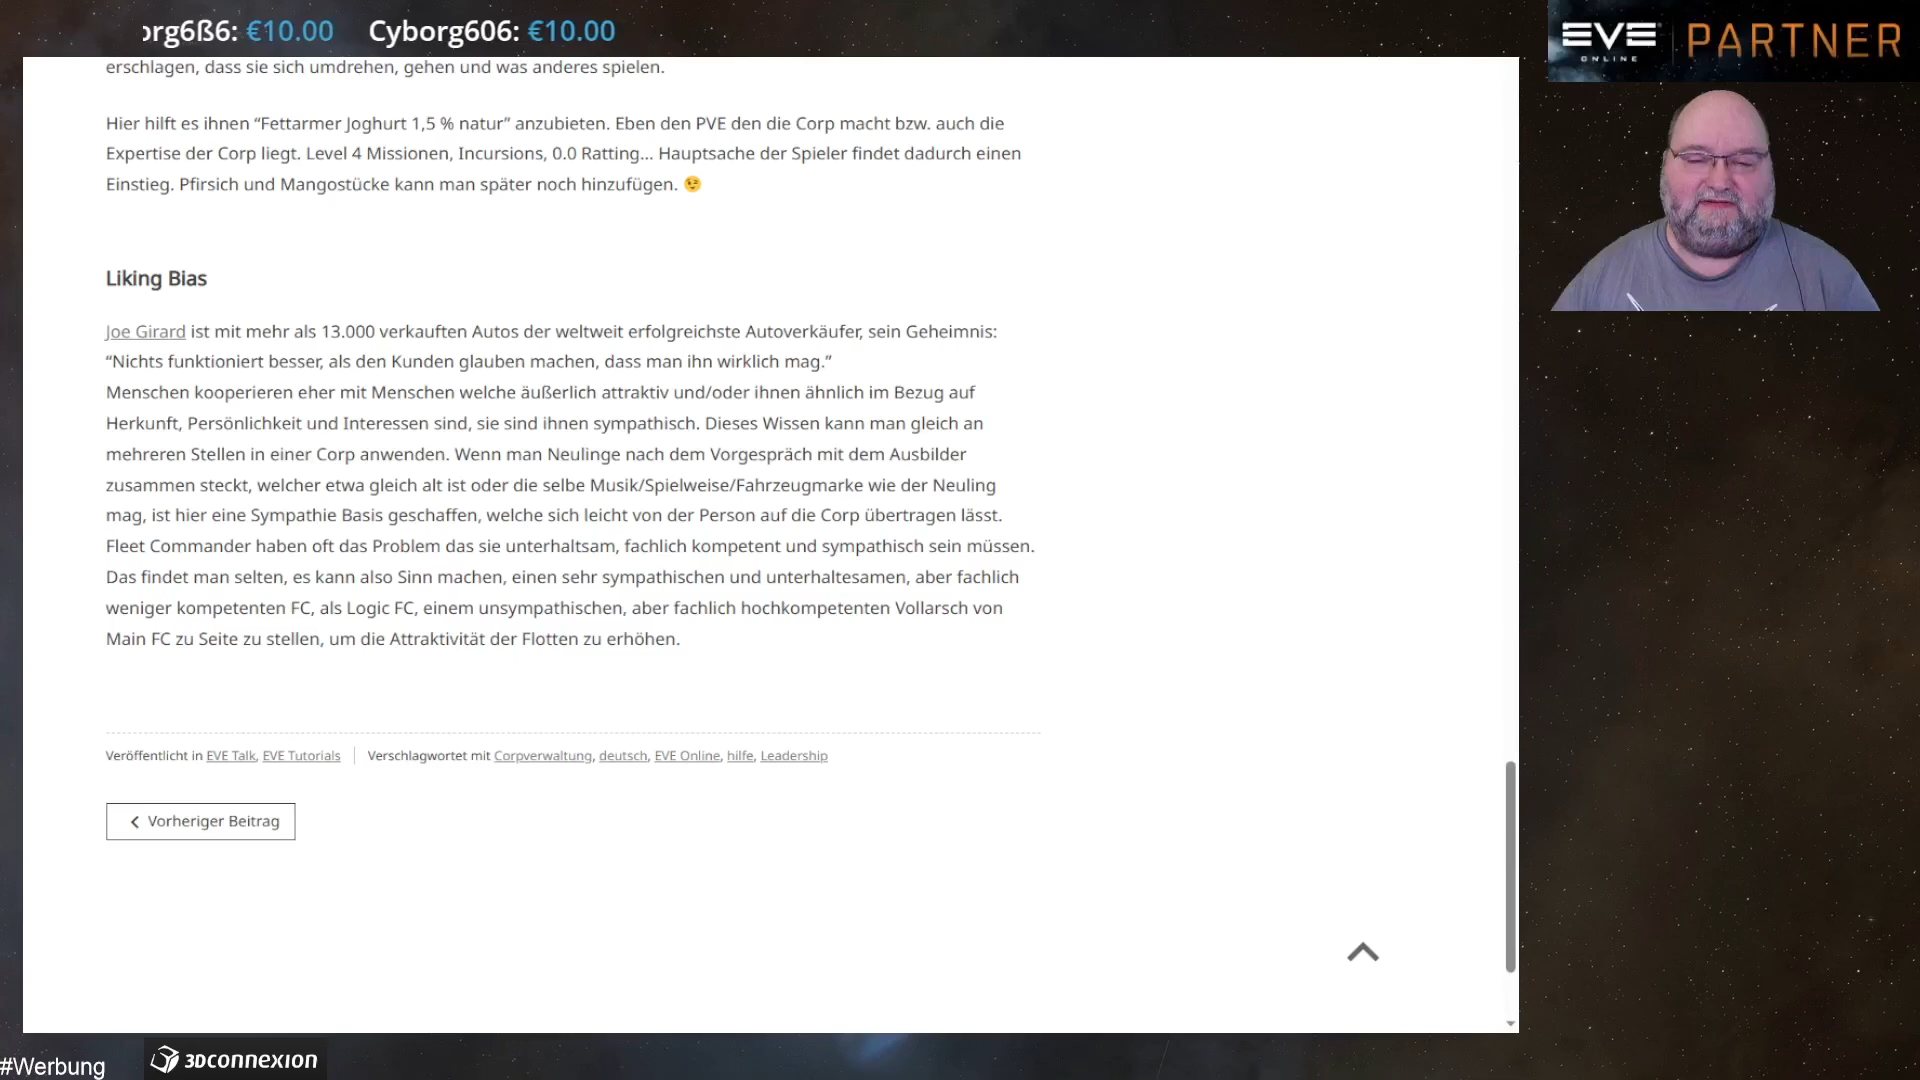 org6ß6: €10.00 Cyborg606: €10.00
EVE ONLINE PARTNER
erschlagen, dass sie sich umdrehen, gehen und was anderes spielen.
Hier hilft es ihnen “Fettarmer Joghurt 1,5 % natur” anzubieten. Eben den PVE den die Corp macht bzw. auch die
Expertise der Corp liegt. Level 4 Missionen, Incursions, 0.0 Ratting… Hauptsache der Spieler findet dadurch einen
Einstieg. Pfirsich und Mangostücke kann man später noch hinzufügen. 😉
Liking Bias
Joe Girard ist mit mehr als 13.000 verkauften Autos der weltweit erfolgreichste Autoverkäufer, sein Geheimnis:
“Nichts funktioniert besser, als den Kunden glauben machen, dass man ihn wirklich mag.”
Menschen kooperieren eher mit Menschen welche äußerlich attraktiv und/oder ihnen ähnlich im Bezug auf
Herkunft, Persönlichkeit und Interessen sind, sie sind ihnen sympathisch. Dieses Wissen kann man gleich an
mehreren Stellen in einer Corp anwenden. Wenn man Neulinge nach dem Vorgespräch mit dem Ausbilder
zusammen steckt, welcher etwa gleich alt ist oder die selbe Musik/Spielweise/Fahrzeugmarke wie der Neuling
mag, ist hier eine Sympathie Basis geschaffen, welche sich leicht von der Person auf die Corp übertragen lässt.
Fleet Commander haben oft das Problem das sie unterhaltsam, fachlich kompetent und sympathisch sein müssen.
Das findet man selten, es kann also Sinn machen, einen sehr sympathischen und unterhaltesamen, aber fachlich
weniger kompetenten FC, als Logic FC, einem unsympathischen, aber fachlich hochkompetenten Vollarsch von
Main FC zu Seite zu stellen, um die Attraktivität der Flotten zu erhöhen.
Veröffentlicht in EVE Talk, EVE Tutorials | Verschlagwortet mit Corpverwaltung, deutsch, EVE Online, hilfe, Leadership
Vorheriger Beitrag
#Werbung 3DCONNEXION